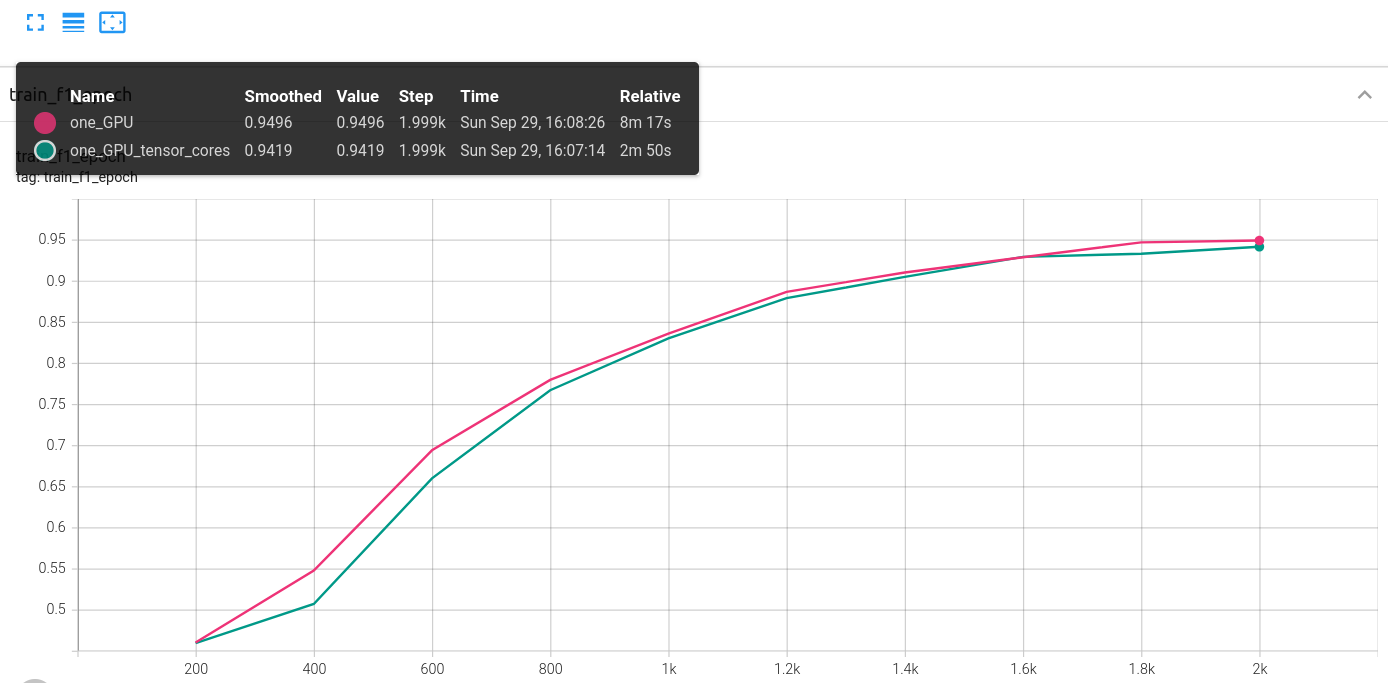 train_f1_epoch
Name Smoothed Value Step Time Relative
one_GPU 0.9496 0.9496 1.999k Sun Sep 29, 16:08:26 8m 17s
one_GPU_tensor_cores 0.9419 0.9419 1.999k Sun Sep 29, 16:07:14 2m 50s
train_f1_epoch
tag: train_f1_epoch
0.95
0.9
0.85
0.8
0.75
0.7
0.65
0.6
0.55
0.5
200 400 600 800 1k 1.2k 1.4k 1.6k 1.8k 2k